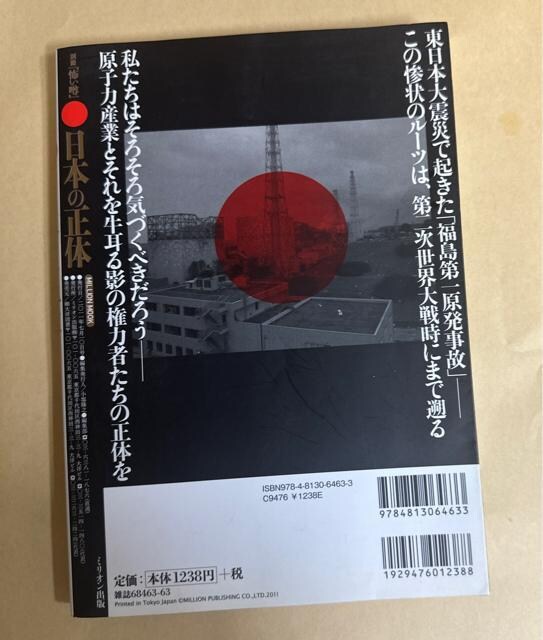 東日本大震災で起きた「福島第一原発事故」――
この惨状のルーツは、第二次世界大戦時にまで遡る
私たちはそろそろ気づくべきだろう――
原子力産業とそれを牛耳る影の権力者たちの正体を
別冊「怖い噂」
日本の正体
MILLION MOOK
ミリオン出版
ISBN978-4-8130-6463-3
C9476 ¥1238E
9784813064633
1929476012388
定価:本体1238円+税
雑誌68463-63
Printed in Tokyo Japan ©MILLION PUBLISHING CO.,LTD.2011